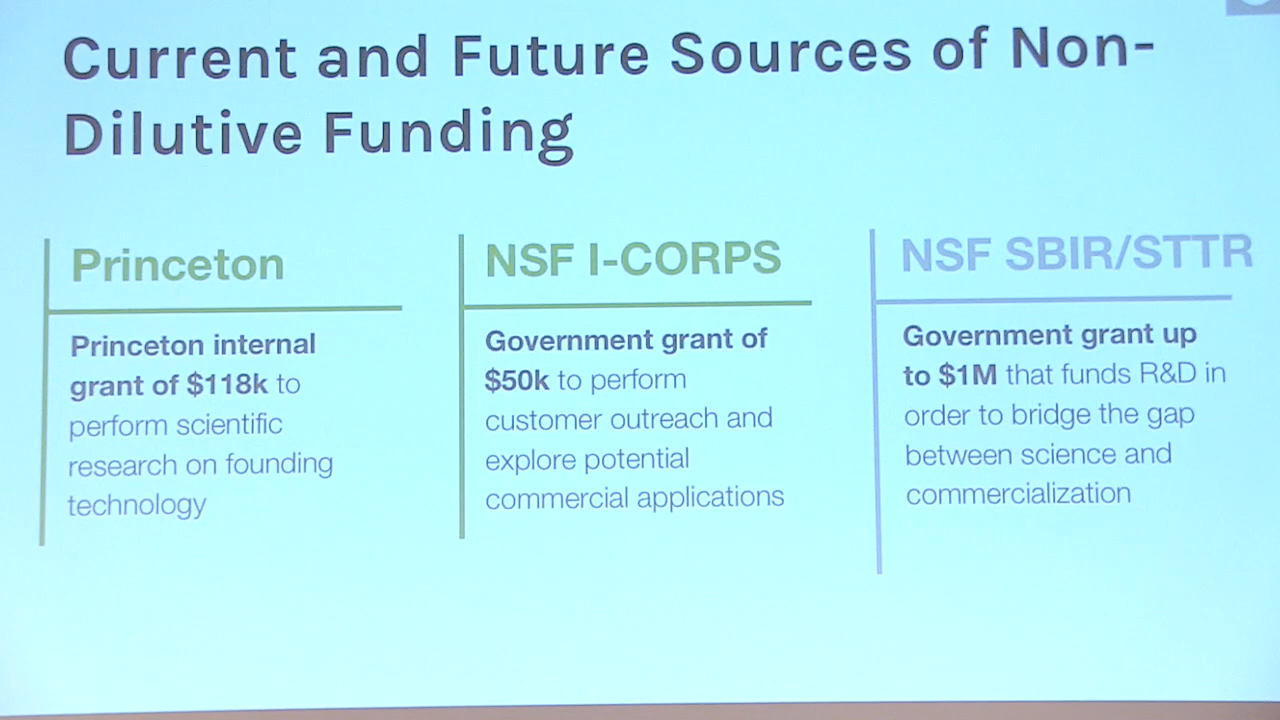 Current and Future Sources of Non-
Dilutive Funding
Princeton
Princeton internal
grant of $118k to
perform scientific
research on founding
technology
NSF I-CORPS
Government grant of
$50k to perform
customer outreach and
explore potential
commercial applications
NSF SBIR/STTR
Government grant up
to $1M that funds R&D in
order to bridge the gap
between science and
commercialization